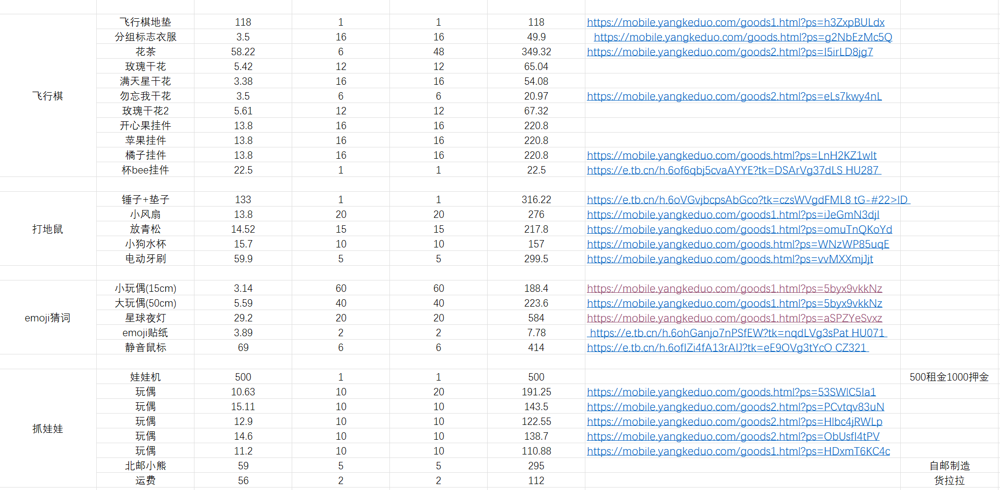 飞行棋
飞行棋地垫 118 1 1 118 https://mobile.yangkeduo.com/goods1.html?ps=h3ZxpBULdx
分组标志衣服 3.5 16 16 49.9 https://mobile.yangkeduo.com/goods.html?ps=g2NbEzMc5Q
花茶 58.22 6 48 349.32 https://mobile.yangkeduo.com/goods2.html?ps=I5irLD8jg7
玫瑰干花 5.42 12 12 65.04
满天星干花 3.38 16 16 54.08
勿忘我干花 3.5 6 6 20.97 https://mobile.yangkeduo.com/goods2.html?ps=eLs7kwy4nL
玫瑰干花2 5.61 12 12 67.32
开心果挂件 13.8 16 16 220.8
苹果挂件 13.8 16 16 220.8
橘子挂件 13.8 16 16 220.8 https://mobile.yangkeduo.com/goods.html?ps=LnH2KZ1wIt
杯bee挂件 22.5 1 1 22.5 https://e.tb.cn/h.6of6qbj5cvaAYYE?tk=DSArVg37dLS HU287
打地鼠
锤子+垫子 133 1 1 316.22 https://e.tb.cn/h.6oVGvjbcpsAbGco?tk=czsWVgdFML8 tG-#22>lD
小风扇 13.8 20 20 276 https://mobile.yangkeduo.com/goods1.html?ps=iJeGmN3djI
放青松 14.52 15 15 217.8 https://mobile.yangkeduo.com/goods1.html?ps=omuTnQKoYd
小狗水杯 15.7 10 10 157 https://mobile.yangkeduo.com/goods.html?ps=WNzWP85uqE
电动牙刷 59.9 5 5 299.5 https://mobile.yangkeduo.com/goods.html?ps=vvMXXmjJjt
emoji猜词
小玩偶(15cm) 3.14 60 60 188.4 https://mobile.yangkeduo.com/goods1.html?ps=5byx9vkkNz
大玩偶(50cm) 5.59 40 40 223.6 https://mobile.yangkeduo.com/goods1.html?ps=5byx9vkkNz
星球夜灯 29.2 20 20 584 https://mobile.yangkeduo.com/goods1.html?ps=aSPZYeSvxz
emoji贴纸 3.89 2 2 7.78 https://e.tb.cn/h.6ohGanjo7nPSfEW?tk=nqdLVg3sPat HU071
静音鼠标 69 6 6 414 https://e.tb.cn/h.6ofIZi4fA13rAIJ?tk=eE9OVg3tYcO CZ321
抓娃娃
娃娃机 500 1 1 500 500租金1000押金
玩偶 10.63 10 20 191.25 https://mobile.yangkeduo.com/goods.html?ps=53SWIC5Ia1
玩偶 15.11 10 10 143.5 https://mobile.yangkeduo.com/goods2.html?ps=PCvtqv83uN
玩偶 12.9 10 10 122.55 https://mobile.yangkeduo.com/goods2.html?ps=HIbc4jRWLp
玩偶 14.6 10 10 138.7 https://mobile.yangkeduo.com/goods2.html?ps=ObUsfI4tPV
玩偶 11.2 10 10 110.88 https://mobile.yangkeduo.com/goods1.html?ps=HDxmT6KC4c
北邮小熊 59 5 5 295 自邮制造
运费 56 2 2 112 货拉拉